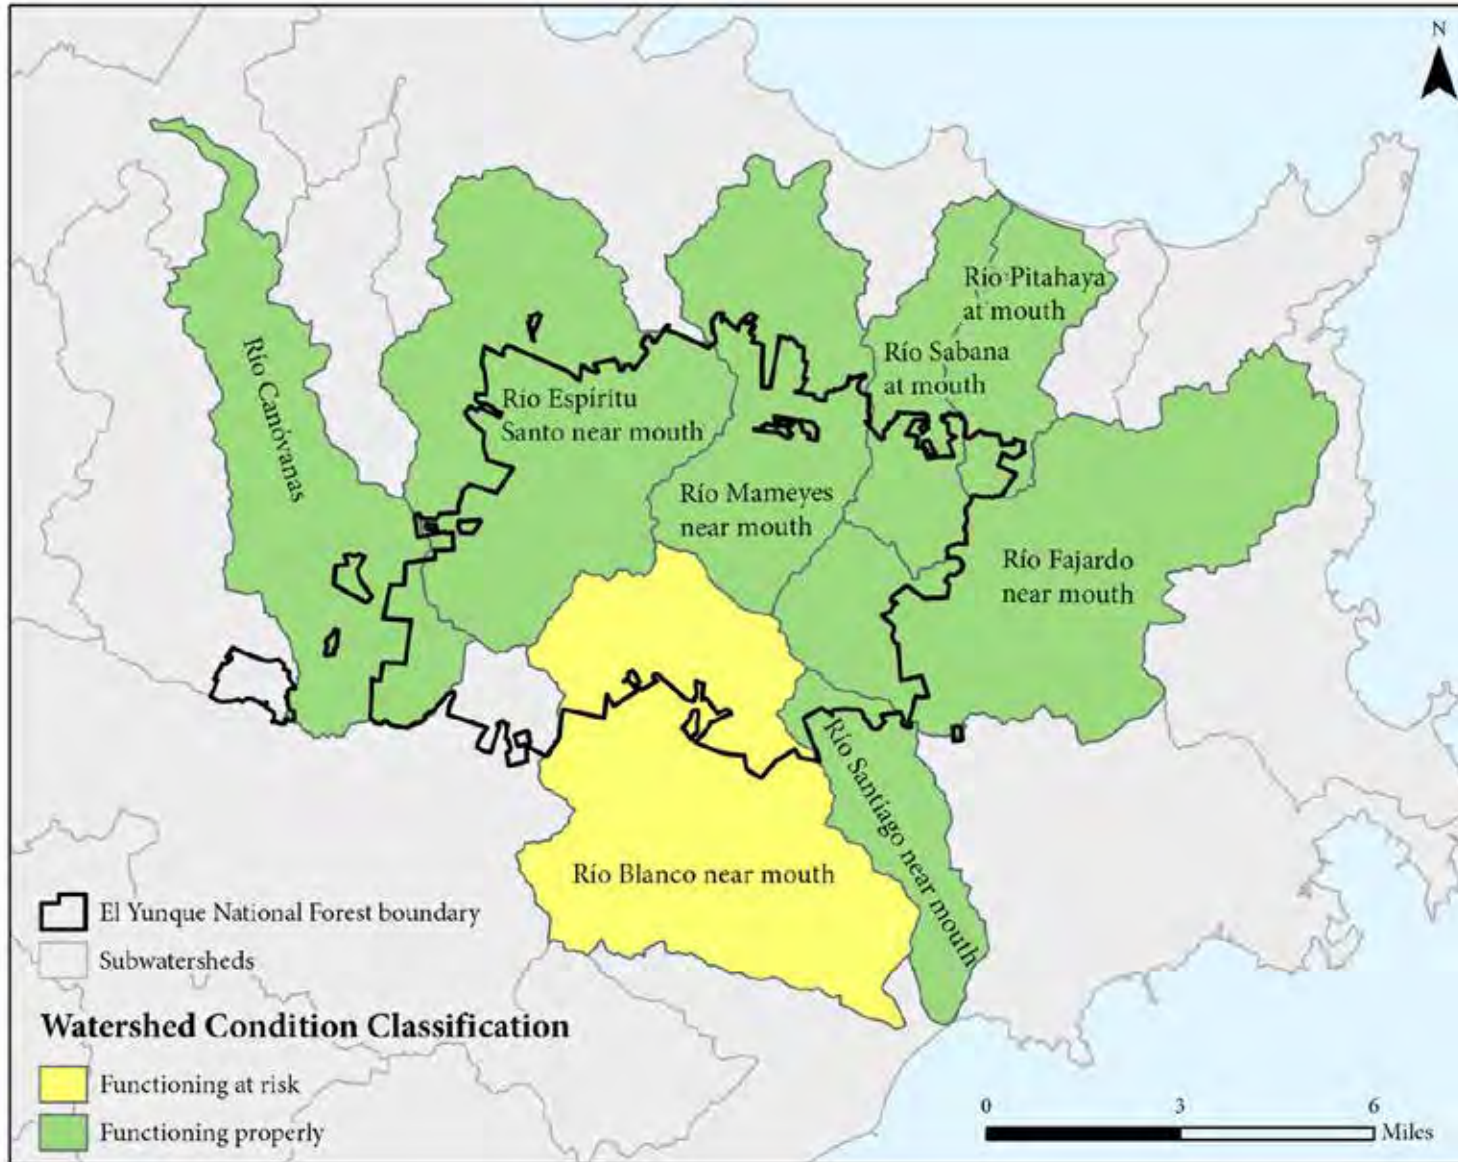 N
Río Pitahaya
at mouth
Río Sabana
at mouth
Río Canóvanas
Río Espíritu
Santo near mouth
Río Mameyes
near mouth
Río Fajardo
near mouth
Río Santiago near mouth
Río Blanco near mouth
El Yunque National Forest boundary
Subwatersheds
Watershed Condition Classification
Functioning at risk
Functioning properly
0 3 6
Miles